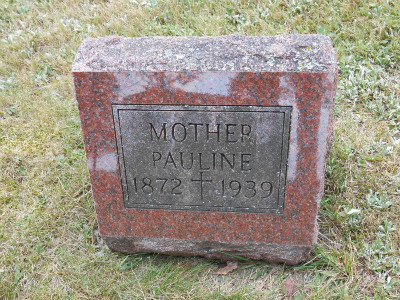 MOTHER
PAULINE
1872 † 1939